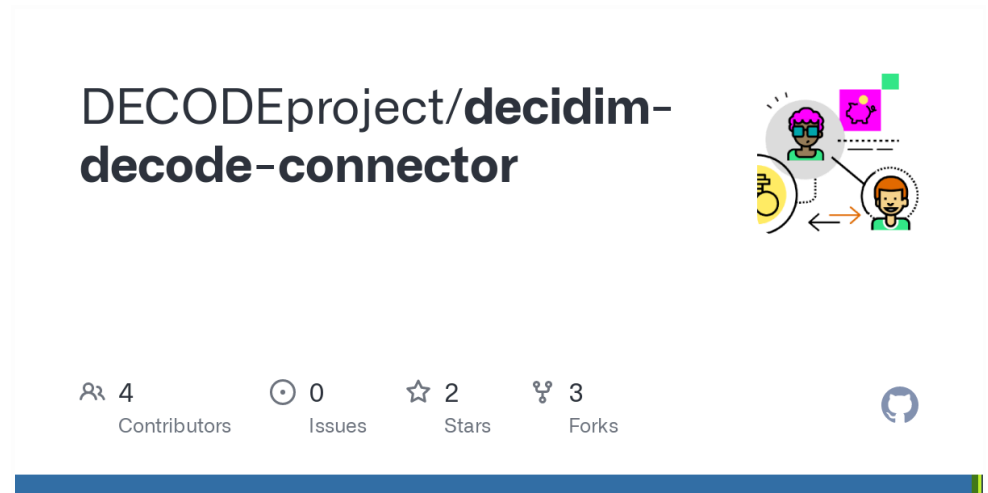 DECODEproject/decidim-
decode-connector
4 0 2 3
Contributors Issues Stars Forks